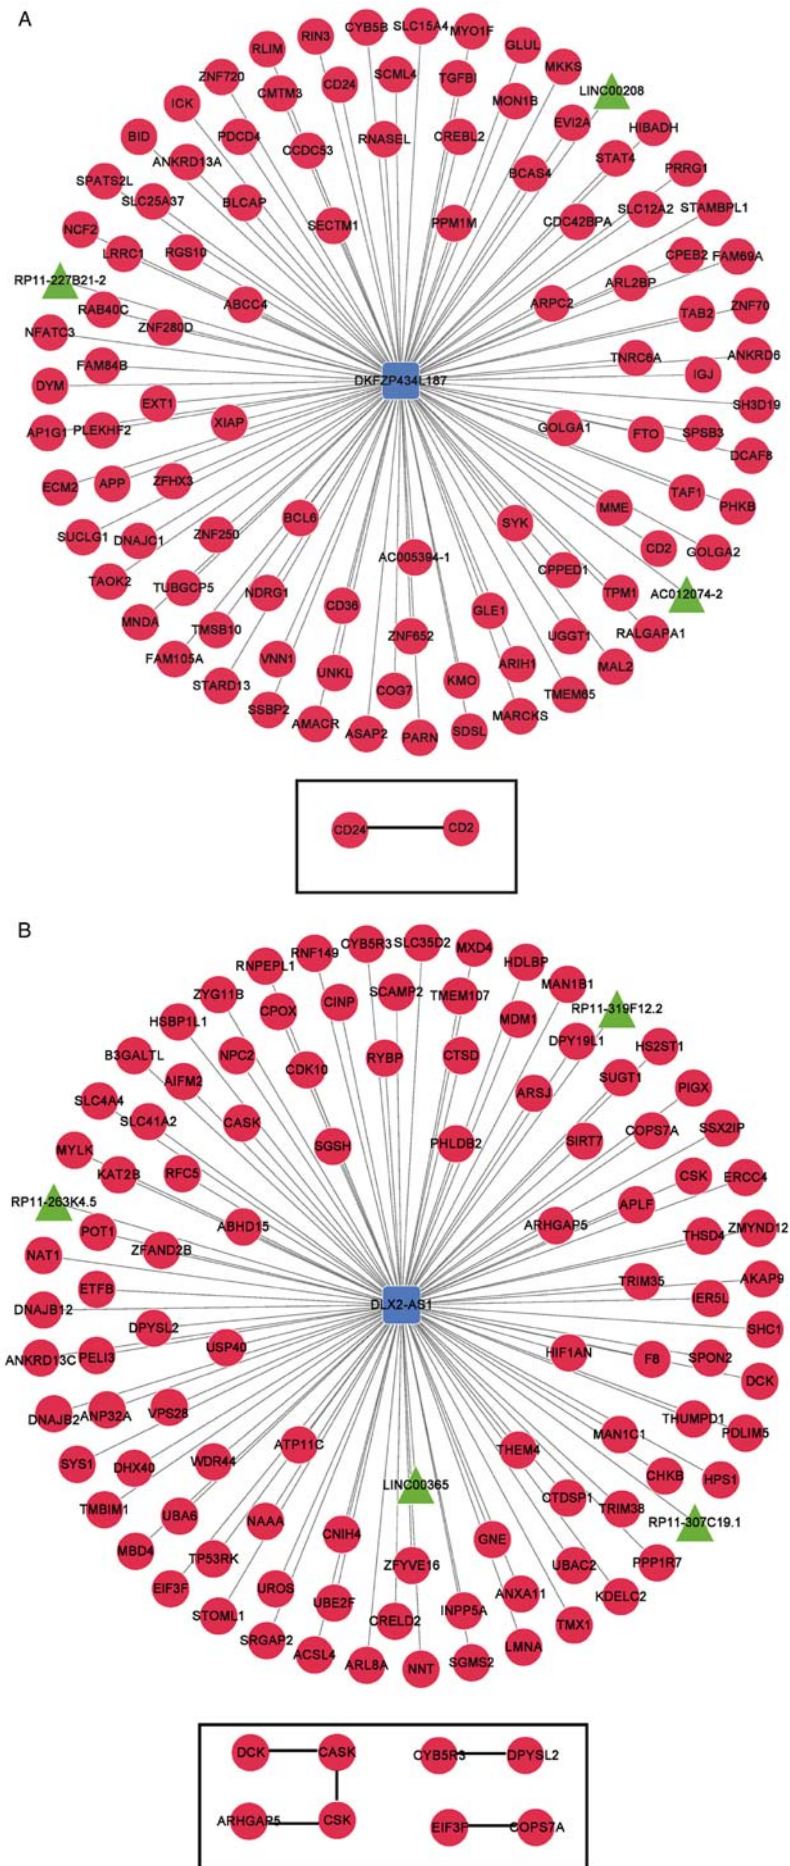 A
CYB5B
SLC15A4
MYO1F
RIN3
GLUL
RLIM
MKKS
ZNF720
CMTM3
CD24
SCML4
TGFBI
MON1B
LINC00208
ICK
EVI2A
HIBADH
BID
PDCD4
CCDC53
RNASEL
CREBL2
STAT4
ANKRD13A
BCAS4
PRRG1
SPATS2L
SLC25A37
BLCAP
SLC12A2
STAMBPL1
NCF2
SECTM1
PPM1M
CDC42BPA
LRRC1
RGS10
CPEB2
FAM69A
RP11-227B21-2
ARL2BP
RAB40C
ABCC4
ARPC2
ZNF70
NFATC3
ZNF280D
TAB2
FAM84B
TNRC6A
ANKRD6
DYM
DKFZP434L187
IGJ
EXT1
SH3D19
AP1G1
PLEKHF2
XIAP
GOLGA1
FTO
SPSB3
DCAF8
ECM2
APP
ZFHX3
TAF1
PHKB
SUCLG1
DNAJC1
ZNF250
BCL6
SYK
MME
CD2
GOLGA2
TAOK2
TUBGCP5
NDRG1
AC005394-1
CPPED1
TPM1
AC012074-2
MNDA
TMSB10
CD36
ZNF652
GLE1
UGGT1
RALGAPA1
FAM105A
VNN1
UNKL
ARIH1
MAL2
STARD13
COG7
KMO
TMEM65
SSBP2
AMACR
ASAP2
PARN
SDSL
MARCKS
CD24
CD2
B
CYB5R3
SLC35D2
MXD4
RNF149
HDLBP
RNPEPL1
MAN1B1
ZYG11B
CPOX
CINP
SCAMP2
TMEM107
RP11-319F12.2
HSBP1L1
MDM1
DPY19L1
HS2ST1
B3GALTL
NPC2
CDK10
RYBP
CTSD
SUGT1
AIFM2
ARSJ
PIGX
SLC4A4
SLC41A2
CASK
SIRT7
COPS7A
SSX2IP
MYLK
SGSH
PHLDB2
KAT2B
RFC5
CSK
ERCC4
RP11-263K4.5
APLF
POT1
ABHD15
ARHGAP5
ZMYND12
NAT1
ZFAND2B
THSD4
ETFB
TRIM35
AKAP9
DNAJB12
DLX2-AS1
IER5L
DPYSL2
SHC1
ANKRD13C
PELI3
USP40
HIF1AN
F8
SPON2
DCK
DNAJB2
ANP32A
VPS28
THUMPD1
PDLIM5
SYS1
DHX40
WDR44
ATP11C
THEM4
MAN1C1
CHKB
HPS1
TMBIM1
UBA6
NAAA
LINC00365
CTDSP1
TRIM38
RP11-307C19.1
MBD4
TP53RK
CNIH4
ZFYVE16
GNE
UBAC2
PPP1R7
EIF3F
UROS
UBE2F
ANXA11
KDELC2
STOML1
CRELD2
INPP5A
TMX1
SRGAP2
ACSL4
ARL8A
NNT
SGMS2
LMNA
DCK
CASK
CYB5R3
DPYSL2
ARHGAP5
CSK
EIF3F
COPS7A